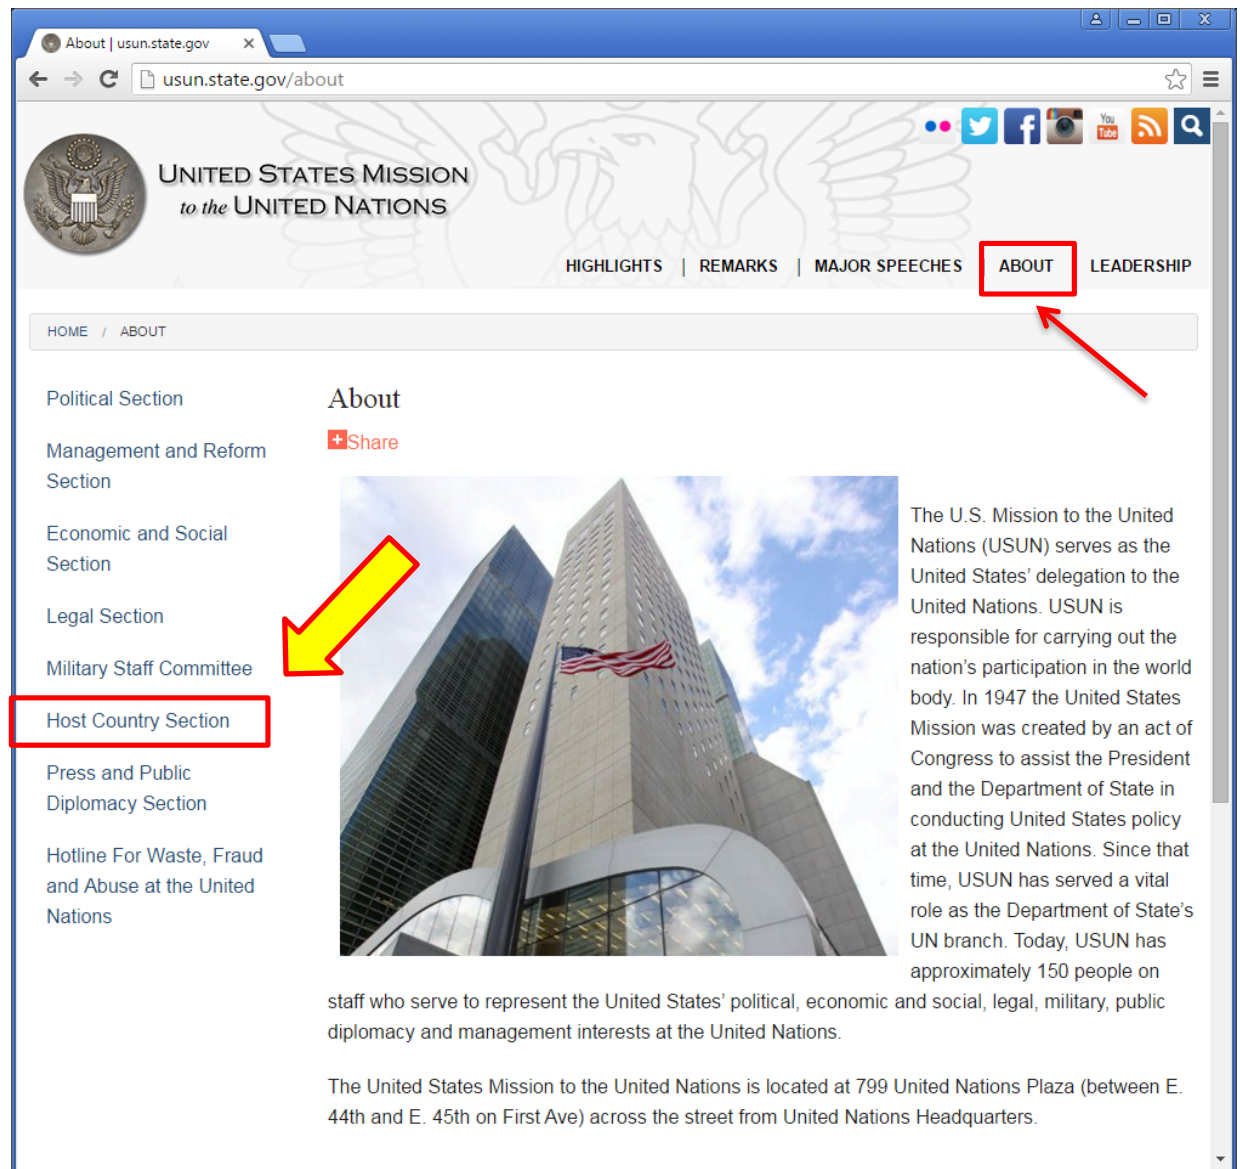 About | usun.state.gov
usun.state.gov/about
You
Tube
UNITED STATES MISSION
to the UNITED NATIONS
HIGHLIGHTS | REMARKS | MAJOR SPEECHES | ABOUT LEADERSHIP
HOME / ABOUT
Political Section
Management and Reform
Section
Economic and Social
Section
Legal Section
Military Staff Committee
Host Country Section
Press and Public
Diplomacy Section
Hotline For Waste, Fraud
and Abuse at the United
Nations
About
Share
The U.S. Mission to the United
Nations (USUN) serves as the
United States’ delegation to the
United Nations. USUN is
responsible for carrying out the
nation’s participation in the world
body. In 1947 the United States
Mission was created by an act of
Congress to assist the President
and the Department of State in
conducting United States policy
at the United Nations. Since that
time, USUN has served a vital
role as the Department of State’s
UN branch. Today, USUN has
approximately 150 people on
staff who serve to represent the United States’ political, economic and social, legal, military, public
diplomacy and management interests at the United Nations.
The United States Mission to the United Nations is located at 799 United Nations Plaza (between E.
44th and E. 45th on First Ave) across the street from United Nations Headquarters.